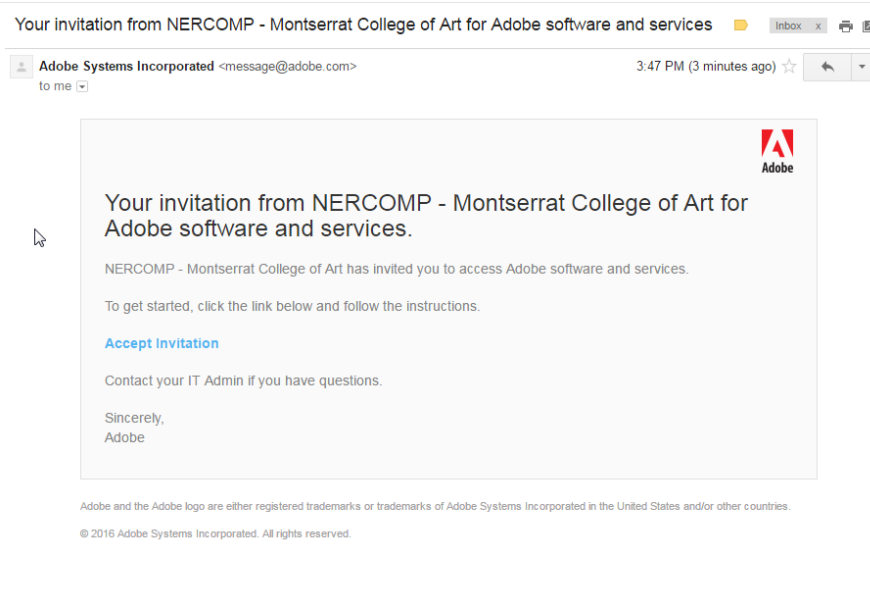 Your invitation from NERCOMP - Montserrat College of Art for Adobe software and services
Inbox x
Adobe Systems Incorporated <message@adobe.com>
3:47 PM (3 minutes ago)
to me
Adobe
Your invitation from NERCOMP - Montserrat College of Art for
Adobe software and services.
NERCOMP - Montserrat College of Art has invited you to access Adobe software and services.
To get started, click the link below and follow the instructions.
Accept Invitation
Contact your IT Admin if you have questions.
Sincerely,
Adobe
Adobe and the Adobe logo are either registered trademarks or trademarks of Adobe Systems Incorporated in the United States and/or other countries.
© 2016 Adobe Systems Incorporated. All rights reserved.